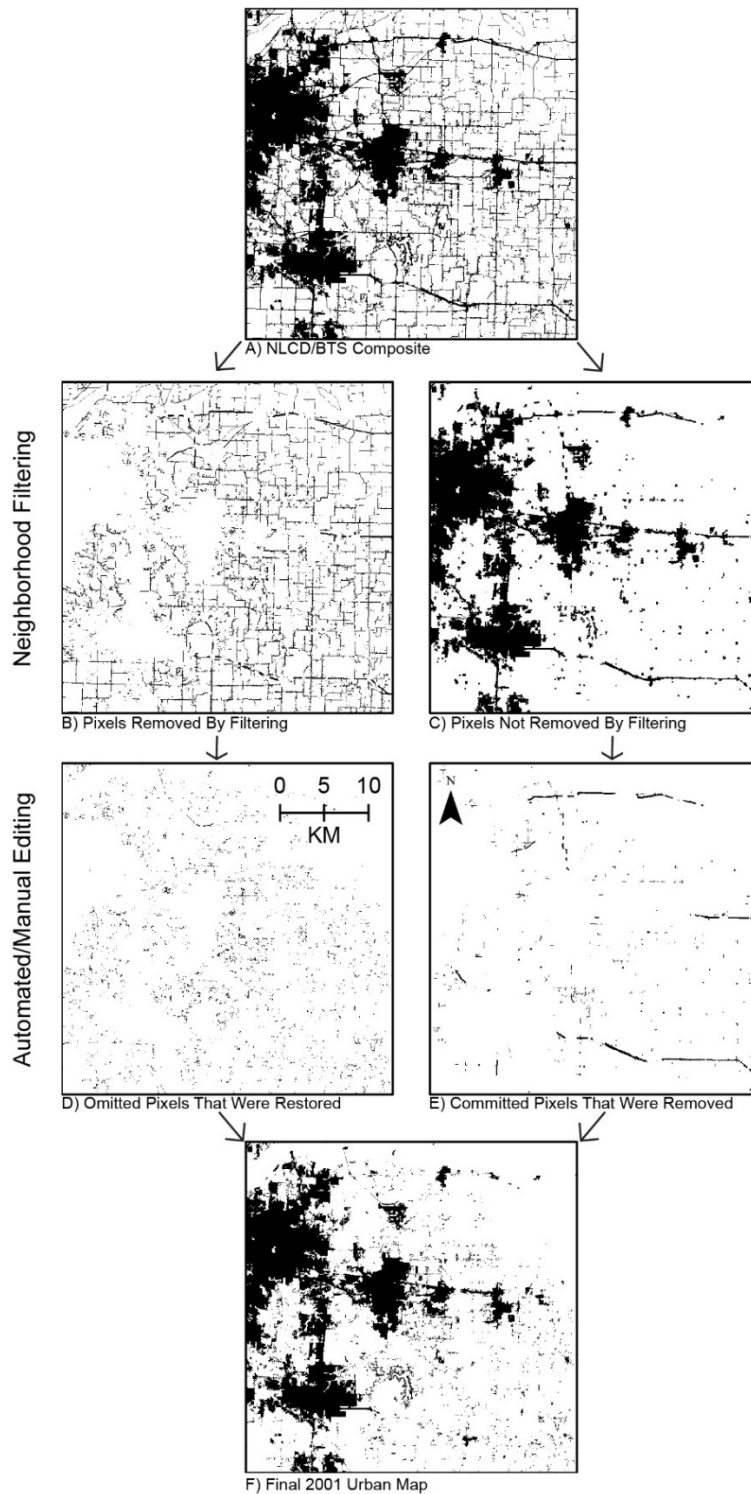 A) NLCD/BTS Composite
Neighborhood Filtering
B) Pixels Removed By Filtering
C) Pixels Not Removed By Filtering
Automated/Manual Editing
0 5 10
KM
N
D) Omitted Pixels That Were Restored
E) Committed Pixels That Were Removed
F) Final 2001 Urban Map